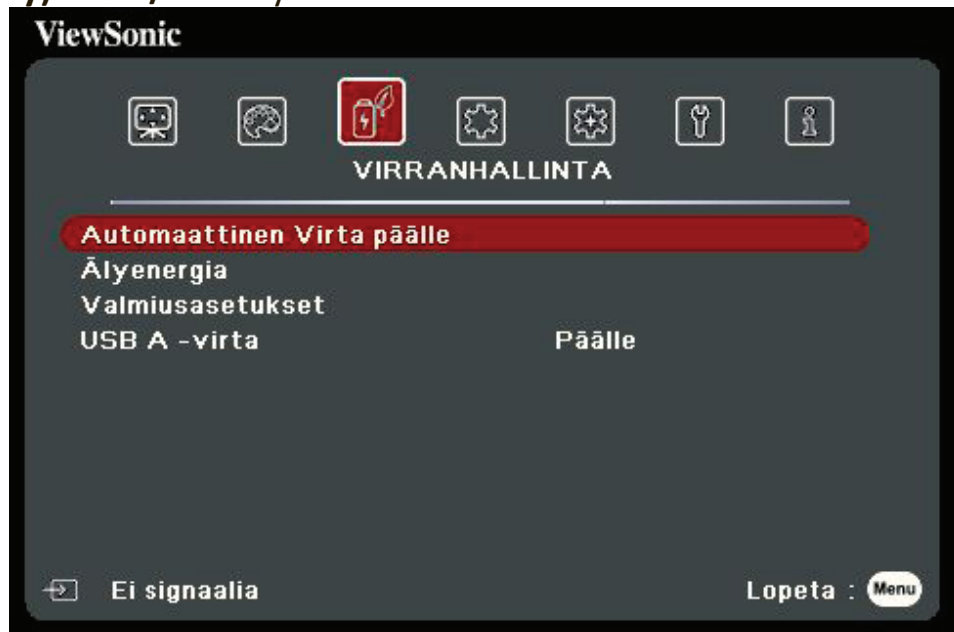 ViewSonic
VIRRANHALLINTA
Automaattinen Virta päälle
Älyenergia
Valmiusasetukset
USB A -virta Päälle
Ei signaalia Lopeta : Menu